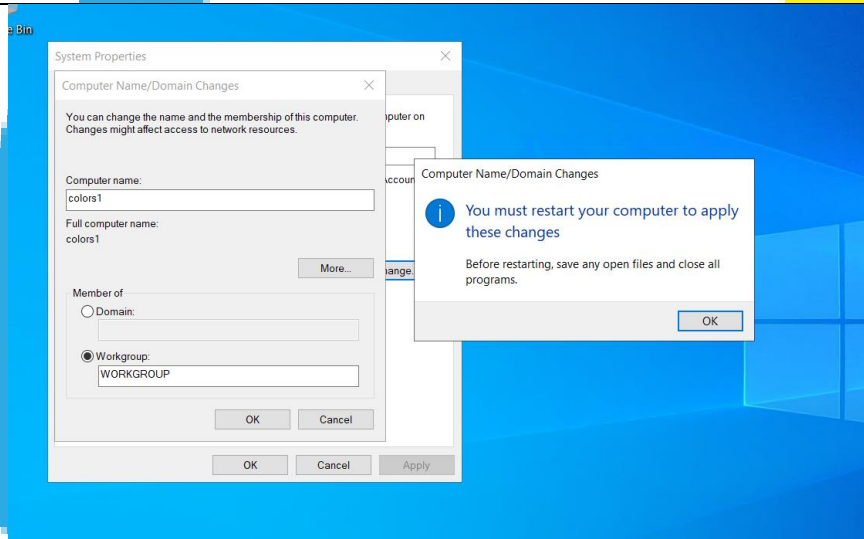 Bin
System Properties
Computer Name/Domain Changes
You can change the name and the membership of this computer.
Changes might affect access to network resources.
Computer name:
colors1
Full computer name:
colors1
More...
Member of
Domain:
Workgroup:
WORKGROUP
OK
Cancel
OK
Cancel
Apply
on
Computer Name/Domain Changes
You must restart your computer to apply
these changes
Before restarting, save any open files and close all
programs.
OK